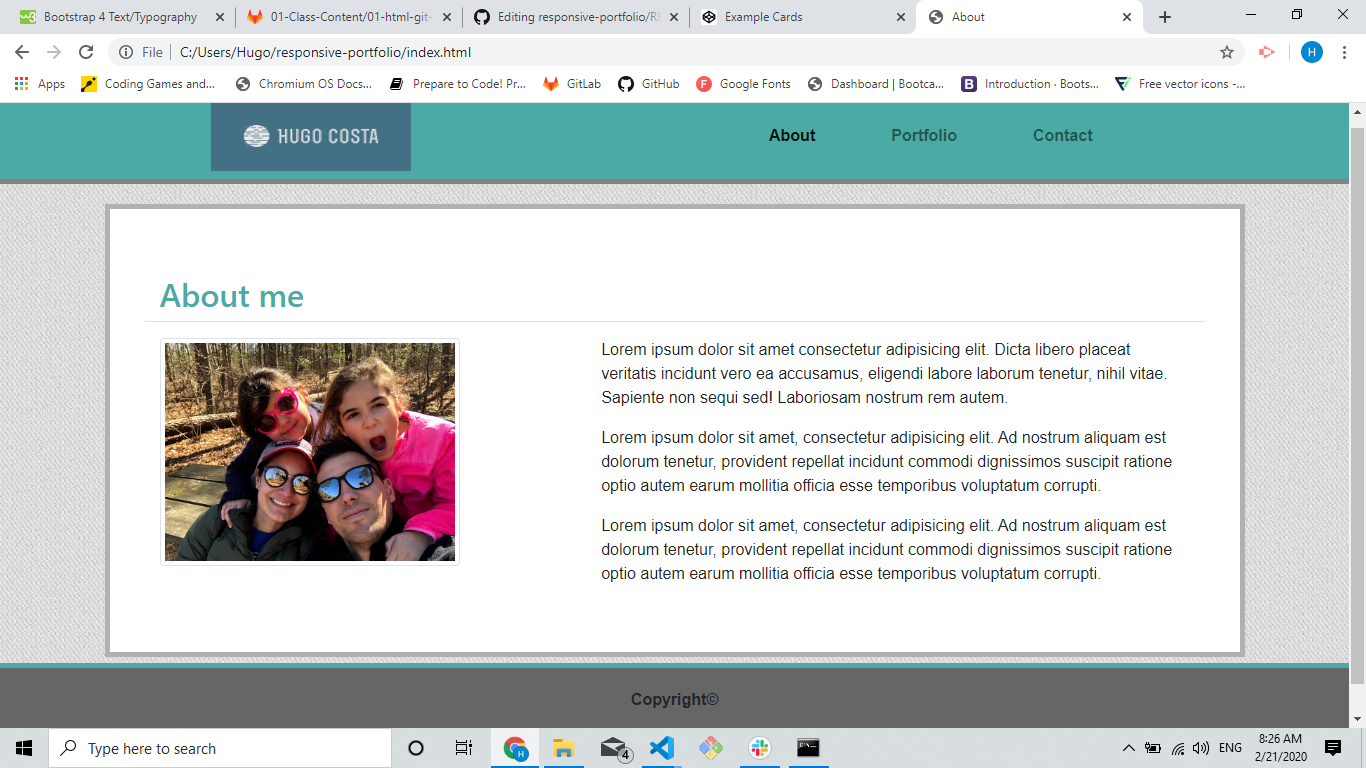 Bootstrap 4 Text/Typography
01-Class-Content/01-html-git-
Editing responsive-portfolio/RE
Example Cards
About
File
C:/Users/Hugo/responsive-portfolio/index.html
H
Apps
Coding Games and...
Chromium OS Docs...
Prepare to Code! Pr...
GitLab
GitHub
Google Fonts
Dashboard | Bootca...
Introduction · Boots...
Free vector icons -...
HUGO COSTA
About
Portfolio
Contact
About me
Lorem ipsum dolor sit amet consectetur adipisicing elit. Dicta libero placeat
veritatis incidunt vero ea accusamus, eligendi labore laborum tenetur, nihil vitae.
Sapiente non sequi sed! Laboriosam nostrum rem autem.
Lorem ipsum dolor sit amet, consectetur adipisicing elit. Ad nostrum aliquam est
dolorum tenetur, provident repellat incidunt commodi dignissimos suscipit ratione
optio autem earum mollitia officia esse temporibus voluptatum corrupti.
Lorem ipsum dolor sit amet, consectetur adipisicing elit. Ad nostrum aliquam est
dolorum tenetur, provident repellat incidunt commodi dignissimos suscipit ratione
optio autem earum mollitia officia esse temporibus voluptatum corrupti.
Copyright©
Type here to search
H
4
ENG
8:26 AM
2/21/2020